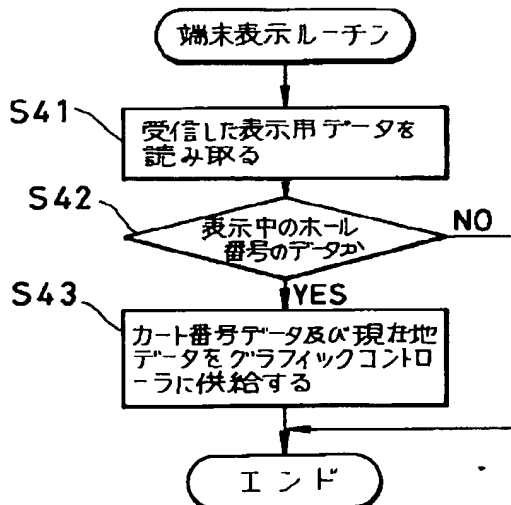 端末表示ルーチン
S41
受信した表示用データを
読み取る
S42
表示中のホール
番号のデータか
NO
YES
S43
カート番号データ及び現在地
データをグラフィックコントロ
ーラに供給する
エンド